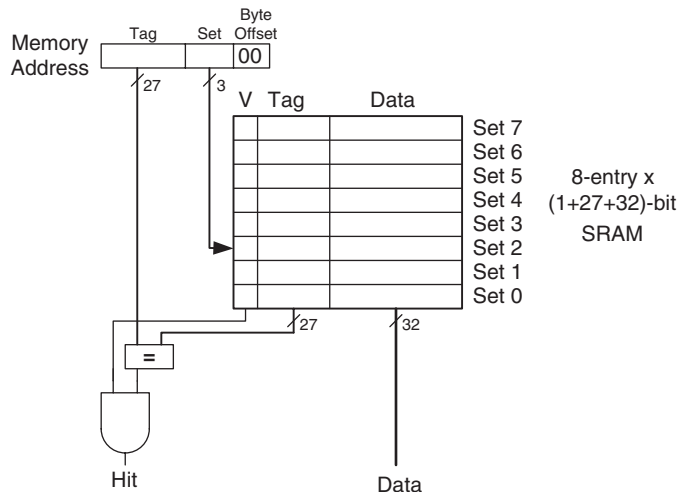 Byte
Tag Set Offset
Memory
Address
00
27 3
V Tag Data
Set 7
Set 6
Set 5
Set 4
Set 3
Set 2
Set 1
Set 0
8-entry x
(1+27+32)-bit
SRAM
27 32
=
Hit
Data